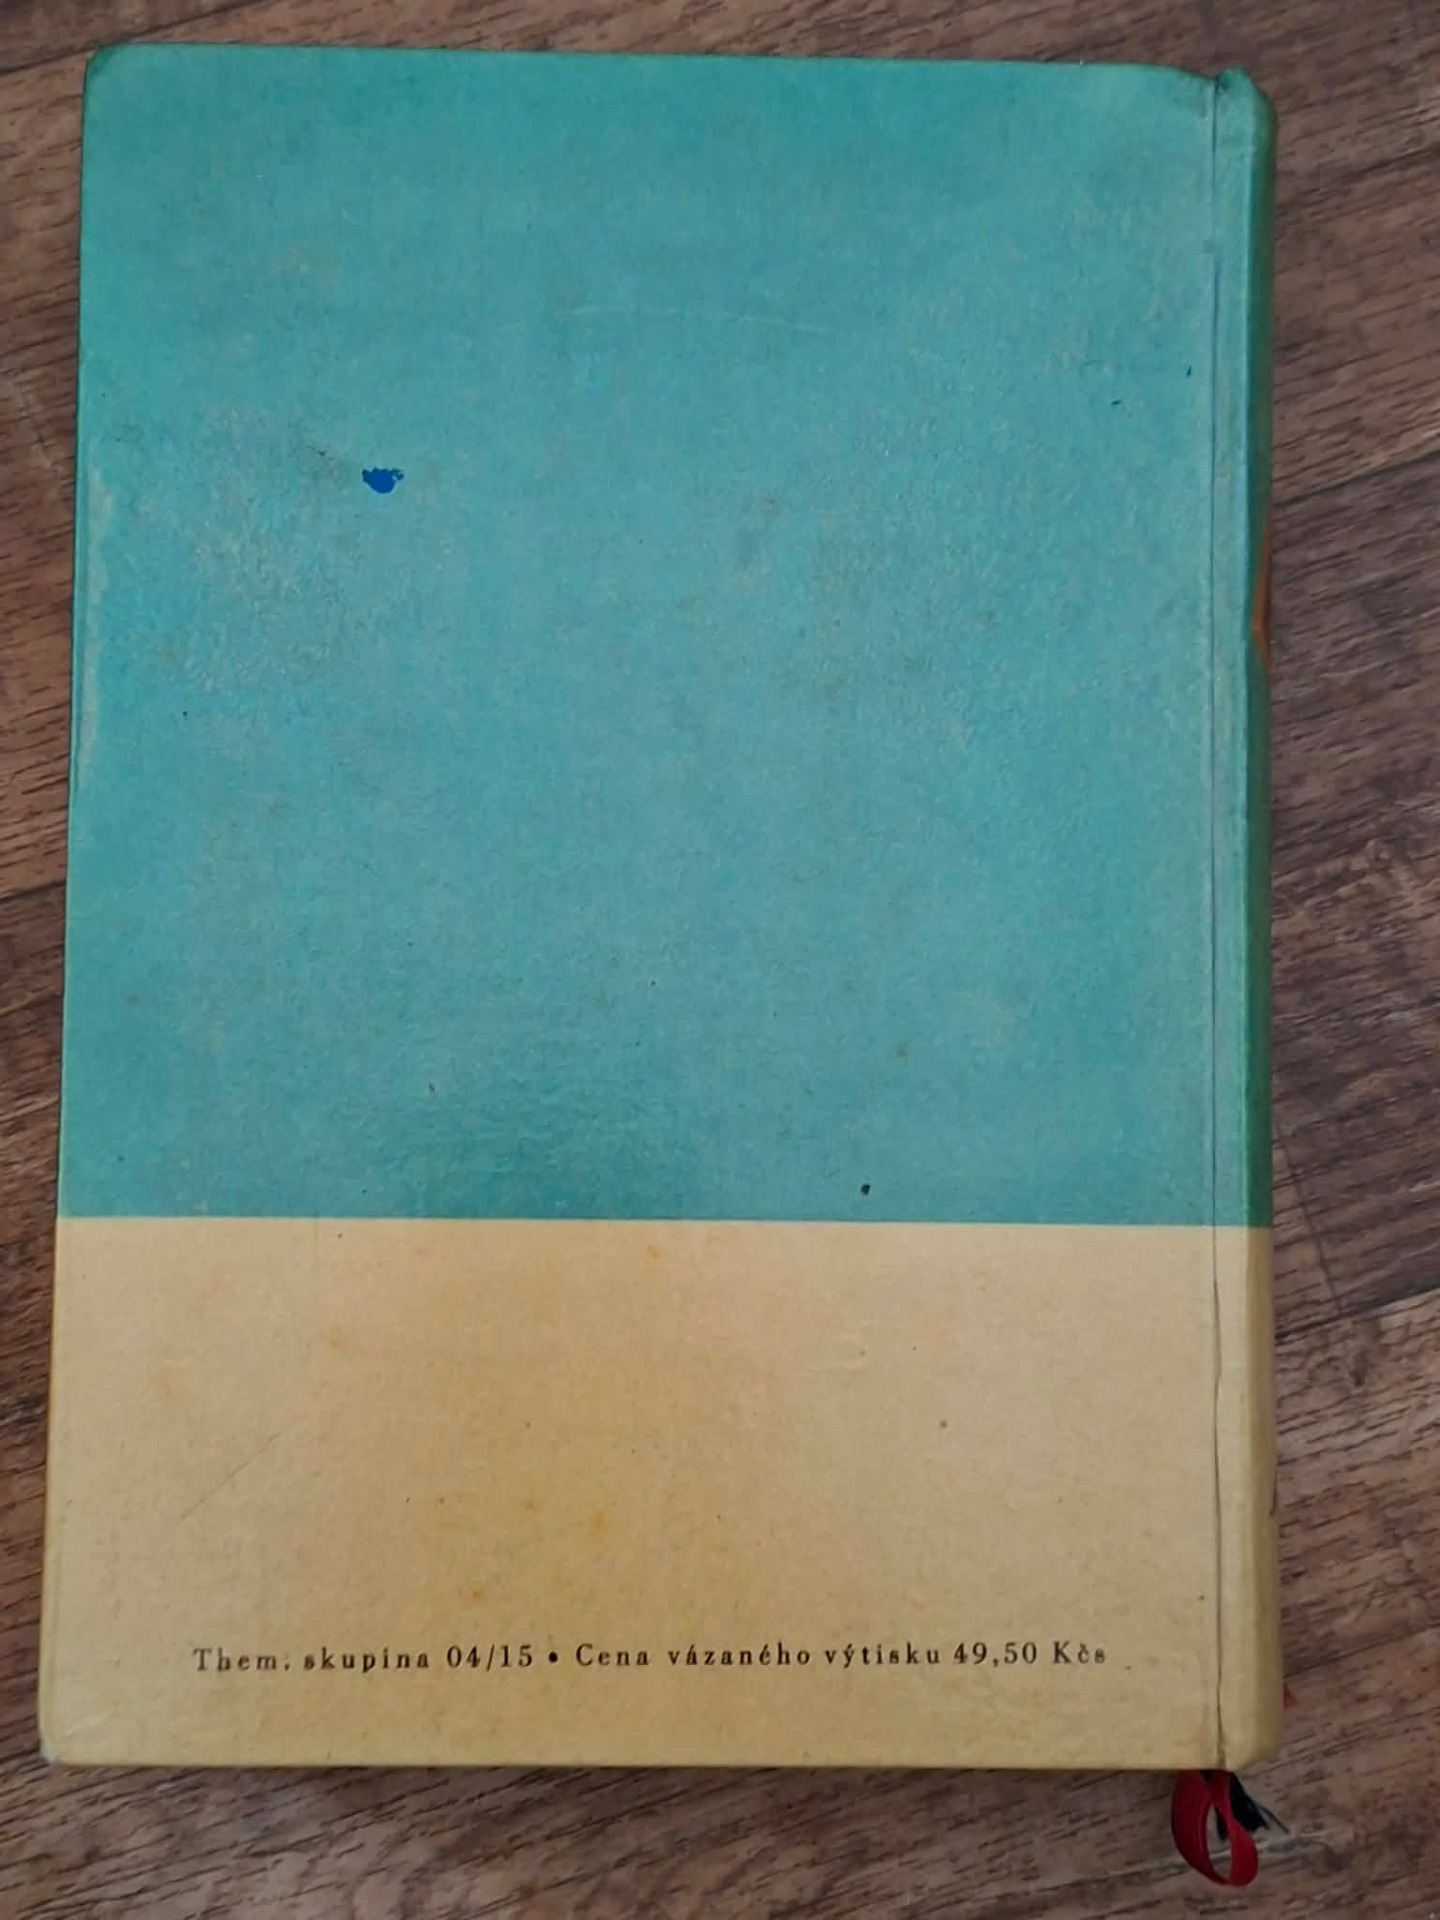 Them. skupina 04/15 • Cena vázaného výtisku 49,50 Kčs